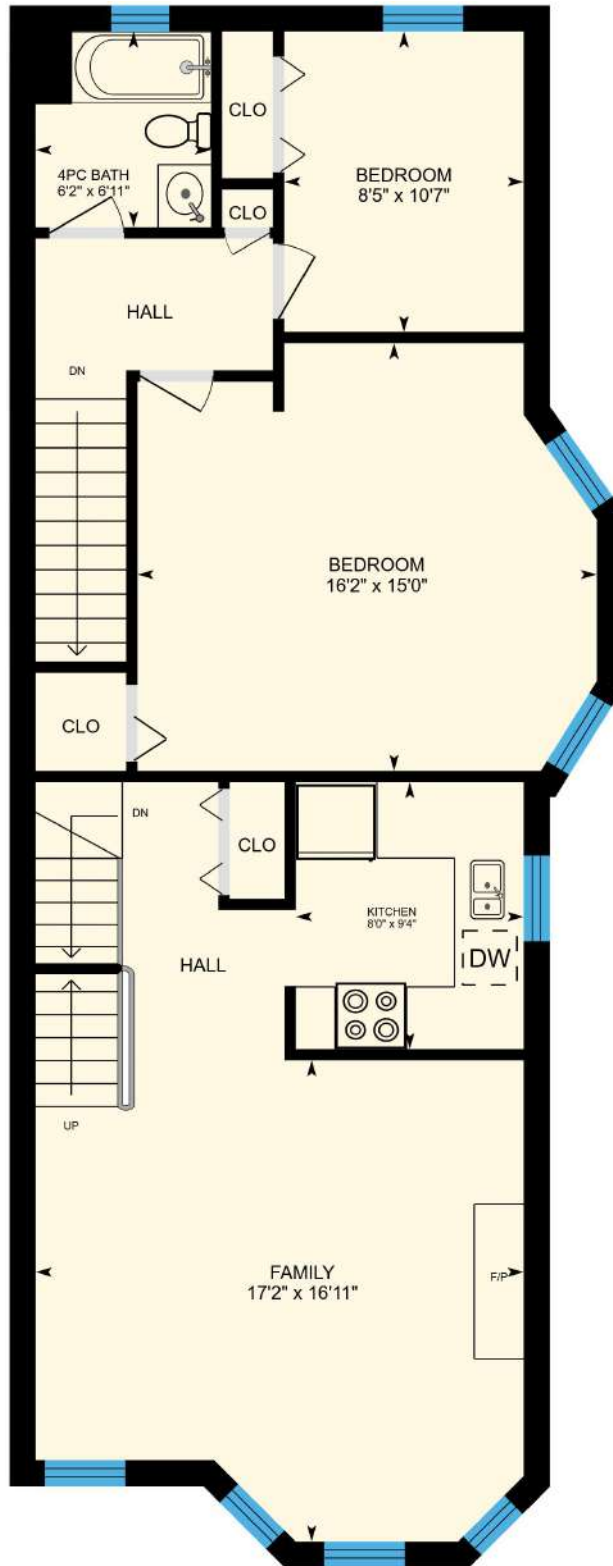 CLO
4PC BATH
6'2" x 6'11"
BEDROOM
8'5" x 10'7"
CLO
HALL
DN
BEDROOM
16'2" x 15'0"
CLO
DN
CLO
KITCHEN
8'0" x 9'4"
HALL
DW
UP
FAMILY
17'2" x 16'11"
F/P